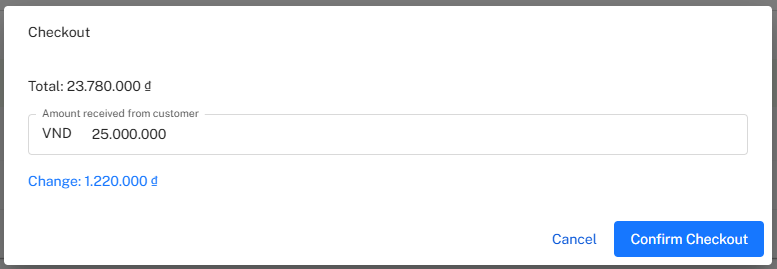 Checkout
Total: 23.780.000 ₫
Amount received from customer
VND 25.000.000
Change: 1.220.000 ₫
Cancel Confirm Checkout